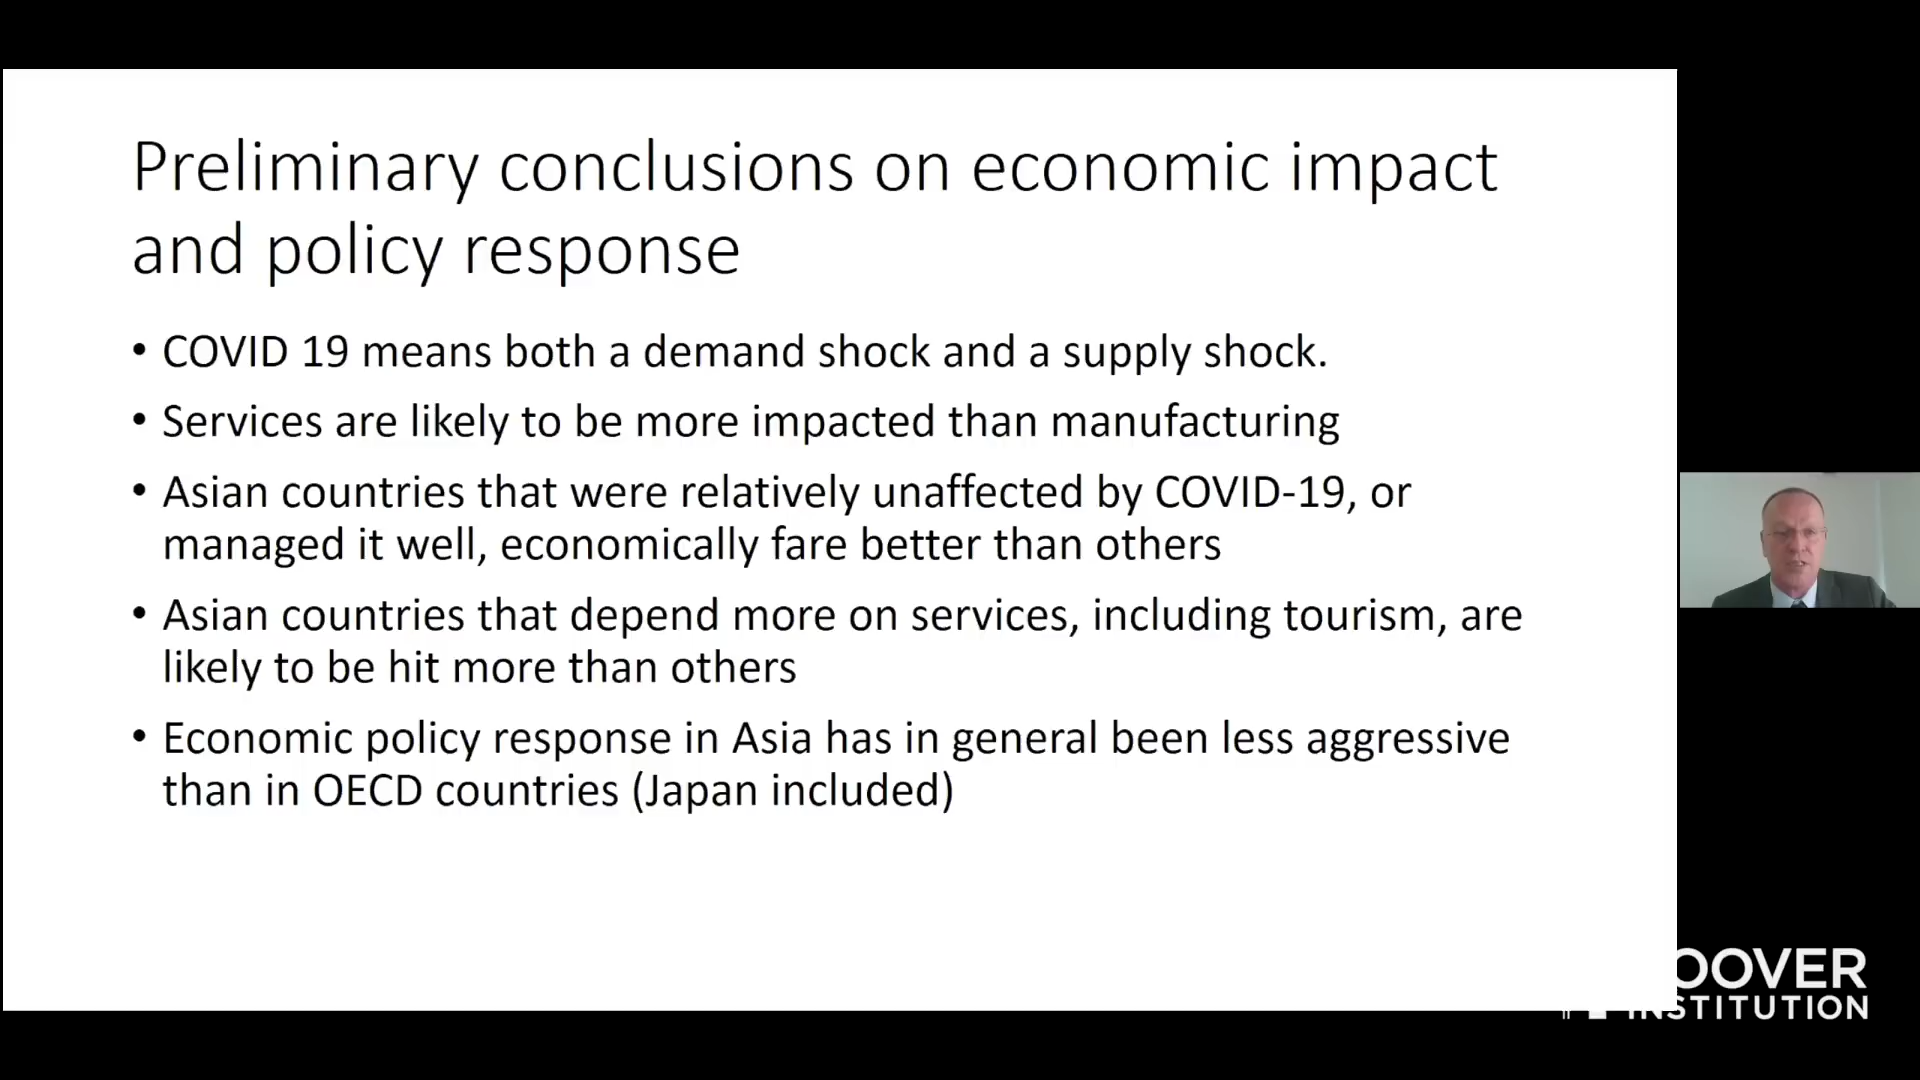 Preliminary conclusions on economic impact
and policy response
• COVID 19 means both a demand shock and a supply shock.
• Services are likely to be more impacted than manufacturing
• Asian countries that were relatively unaffected by COVID-19, or
managed it well, economically fare better than others
• Asian countries that depend more on services, including tourism, are
likely to be hit more than others
• Economic policy response in Asia has in general been less aggressive
than in OECD countries (Japan included)
OOVER
INSTITUTION